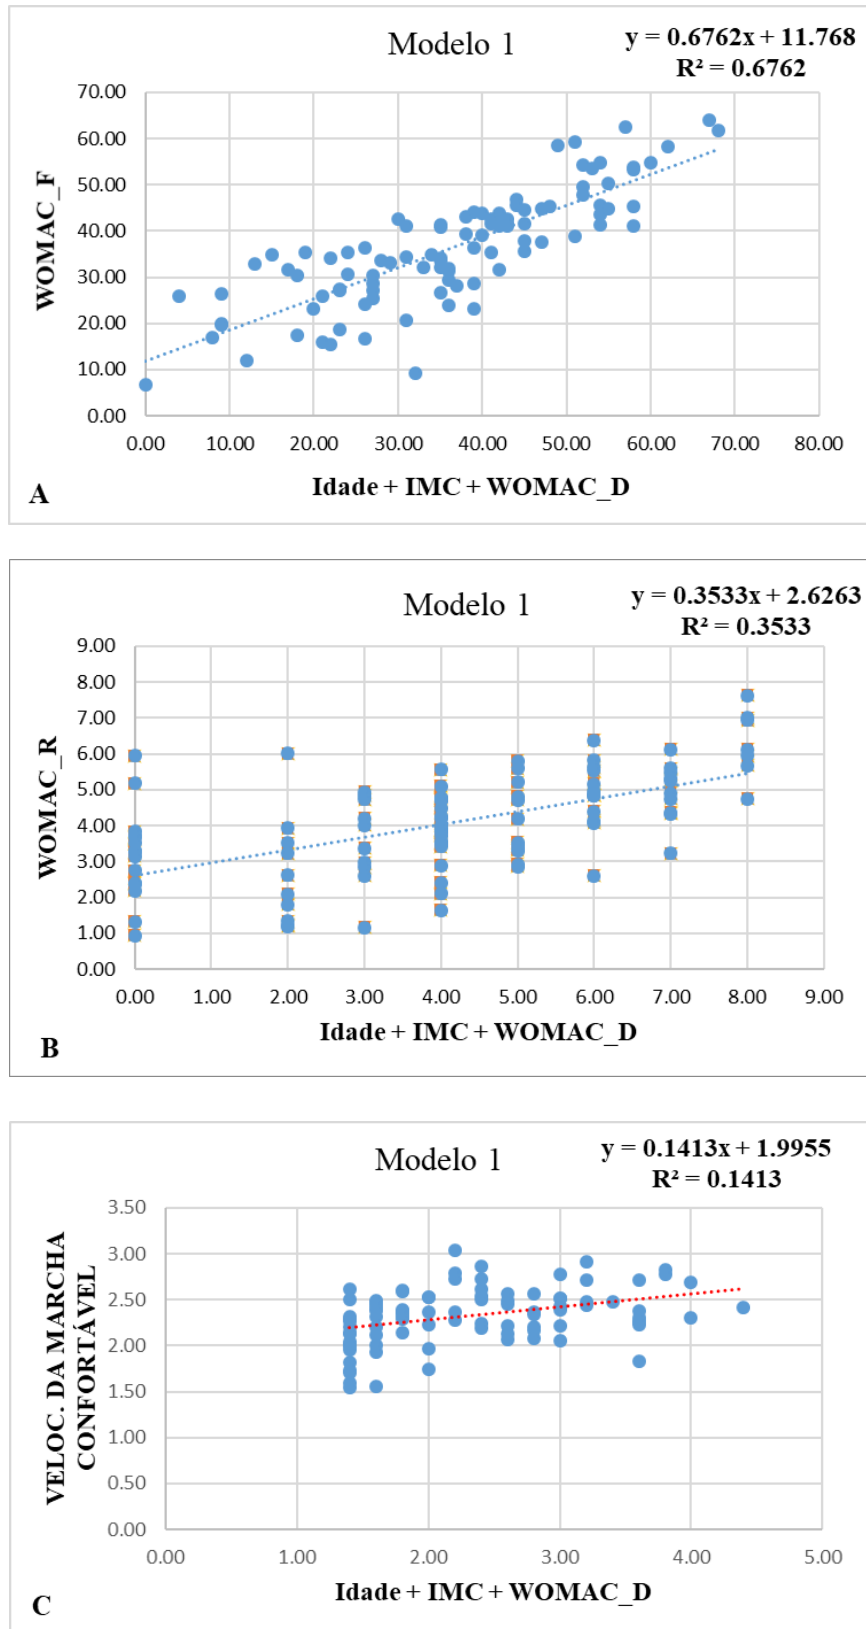 Modelo 1
y = 0.6762x + 11.768
R² = 0.6762
70.00
60.00
50.00
40.00
30.00
20.00
10.00
0.00
WOMAC_F
0.00 10.00 20.00 30.00 40.00 50.00 60.00 70.00 80.00
Idade + IMC + WOMAC_D
A
Modelo 1
y = 0.3533x + 2.6263
R² = 0.3533
9.00
8.00
7.00
6.00
5.00
4.00
3.00
2.00
1.00
0.00
WOMAC_R
0.00 1.00 2.00 3.00 4.00 5.00 6.00 7.00 8.00 9.00
Idade + IMC + WOMAC_D
B
Modelo 1
y = 0.1413x + 1.9955
R² = 0.1413
3.50
3.00
2.50
2.00
1.50
1.00
0.50
0.00
VELOC. DA MARCHA
CONFORTÁVEL
0.00 1.00 2.00 3.00 4.00 5.00
Idade + IMC + WOMAC_D
C